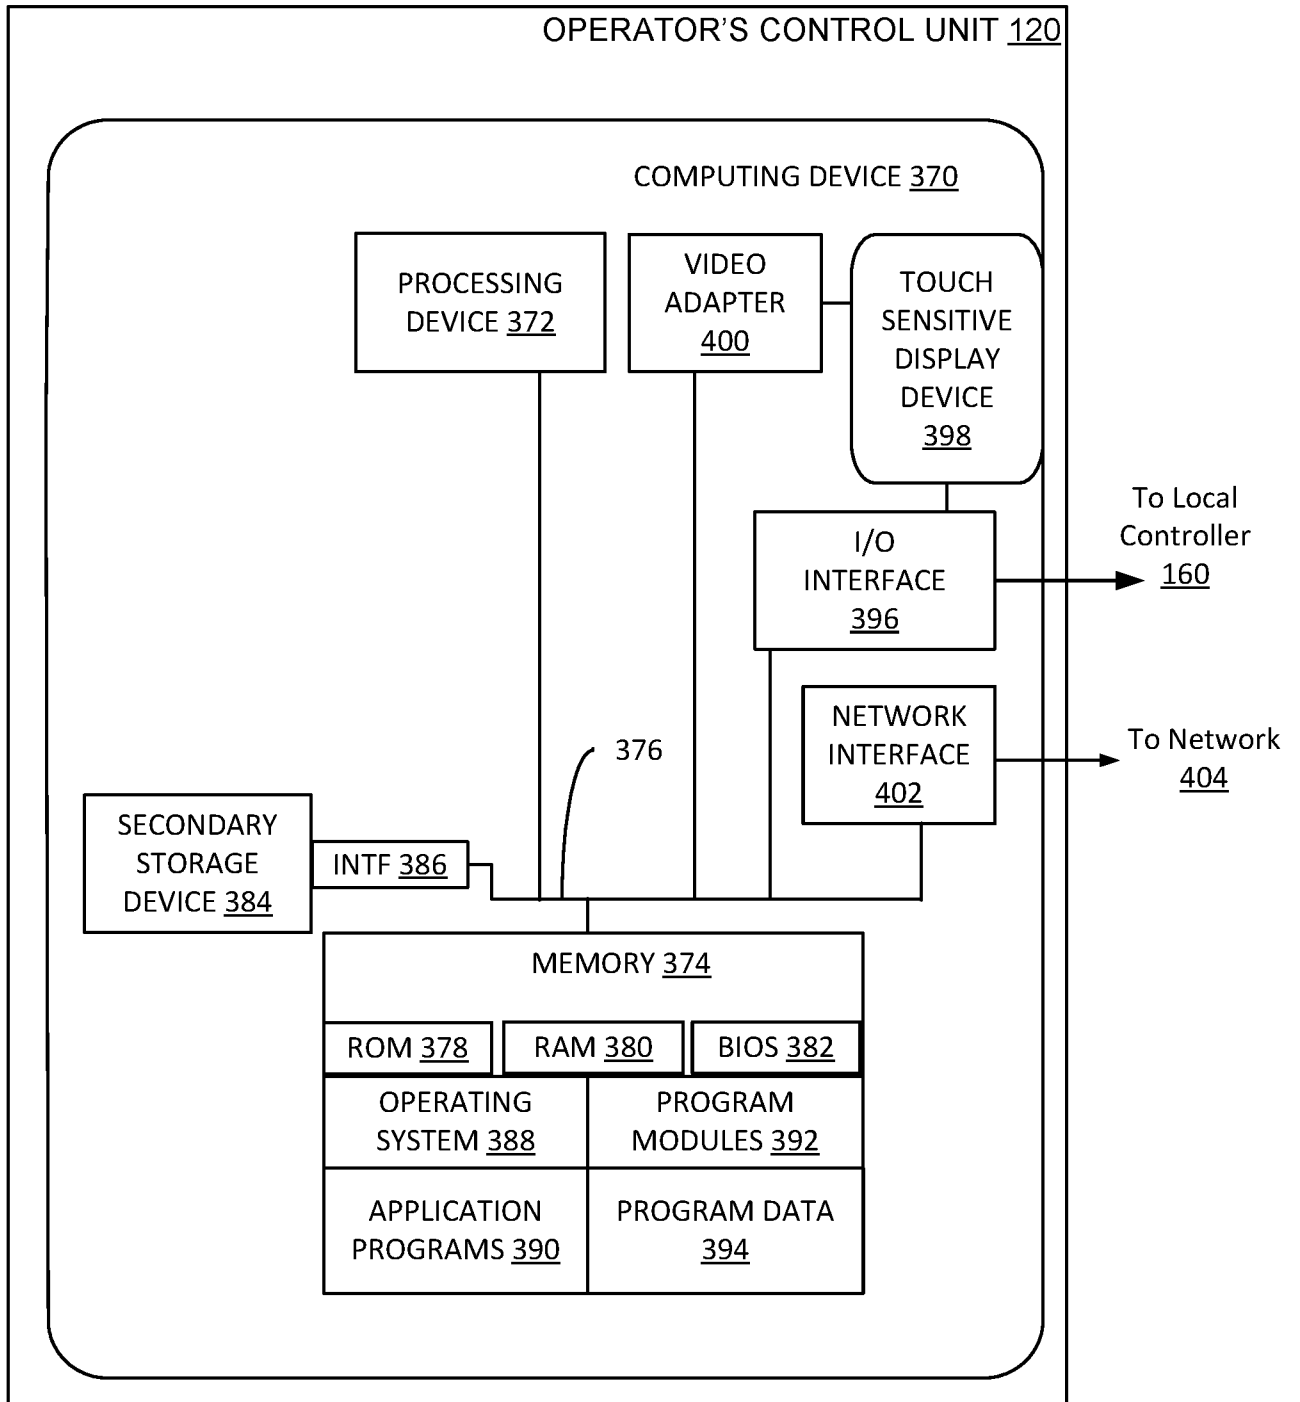 OPERATOR’S CONTROL UNIT 120
COMPUTING DEVICE 370
PROCESSING
DEVICE 372
VIDEO
ADAPTER
400
TOUCH
SENSITIVE
DISPLAY
DEVICE
398
To Local
Controller
160
I/O
INTERFACE
396
NETWORK
INTERFACE
402
To Network
404
376
SECONDARY
STORAGE
DEVICE 384
INTF 386
MEMORY 374
ROM 378
RAM 380
BIOS 382
OPERATING
SYSTEM 388
PROGRAM
MODULES 392
APPLICATION
PROGRAMS 390
PROGRAM DATA
394